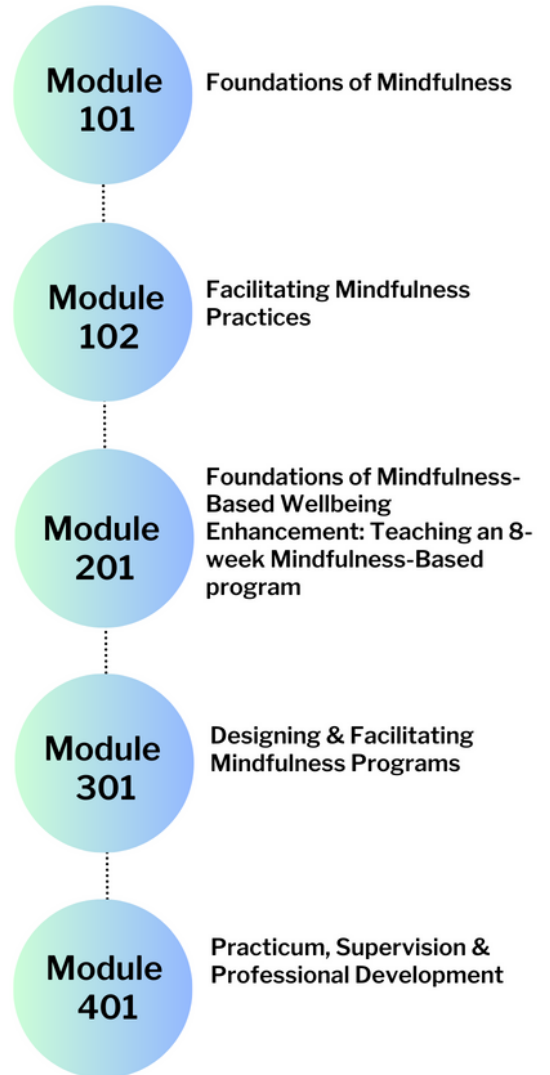 Module
101
Foundations of Mindfulness
Module
102
Facilitating Mindfulness
Practices
Module
201
Foundations of Mindfulness-
Based Wellbeing
Enhancement: Teaching an 8-
week Mindfulness-Based
program
Module
301
Designing & Facilitating
Mindfulness Programs
Module
401
Practicum, Supervision &
Professional Development